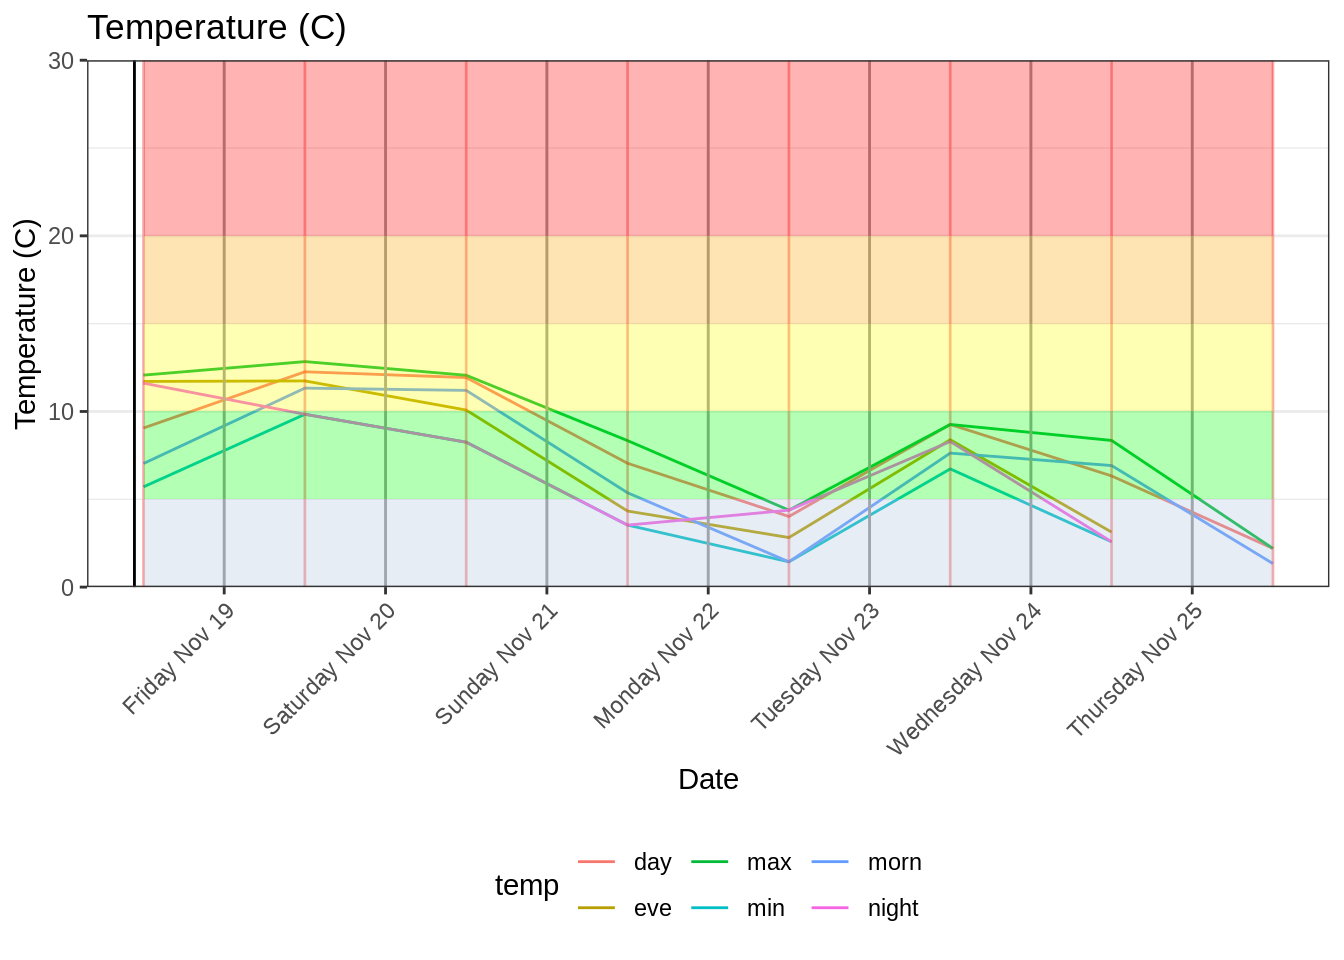 Temperature (C)
30
20
10
0
Temperature (C)
Friday Nov 19
Saturday Nov 20
Sunday Nov 21
Monday Nov 22
Tuesday Nov 23
Wednesday Nov 24
Thursday Nov 25
Date
temp
day
max
morn
eve
min
night